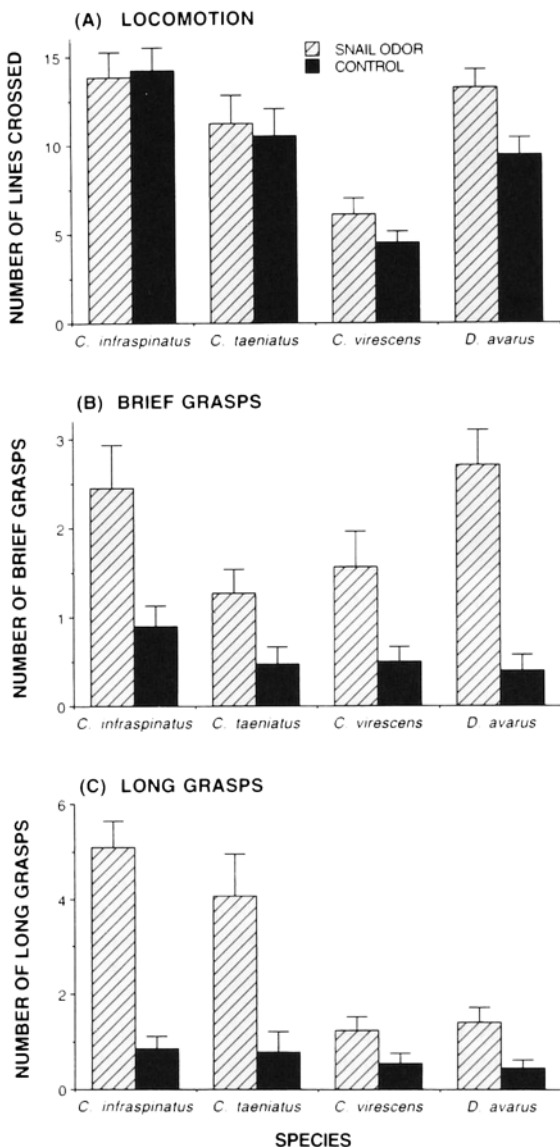 (A) LOCOMOTION
SNAIL ODOR
CONTROL
NUMBER OF LINES CROSSED
15
10
5
0
C. infraspinatus C. taeniatus C. virescens D. avarus
(B) BRIEF GRASPS
NUMBER OF BRIEF GRASPS
3
2
1
0
C. infraspinatus C. taeniatus C. virescens D. avarus
(C) LONG GRASPS
NUMBER OF LONG GRASPS
6
4
2
0
C. infraspinatus C. taeniatus C. virescens D. avarus
SPECIES